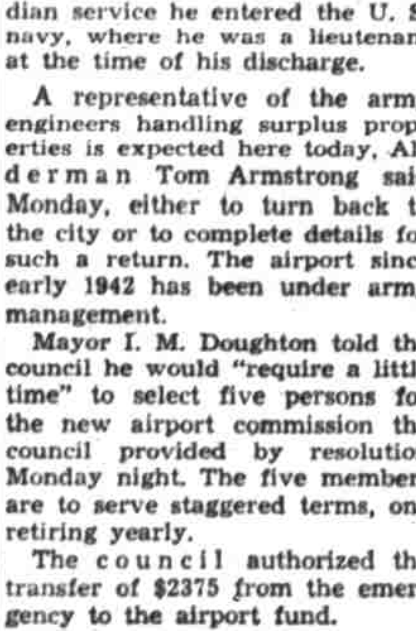 dian service he entered the U. S
navy, where he was a lieutenan
at the time of his discharge.
A representative of the arm
engineers handling surplus prop
erties is expected here today, Al
derman Tom Armstrong sai
Monday, either to turn back t
the city or to complete details fo
such a return. The airport sinc
early 1942 has been under arm
management.
Mayor I. M. Doughton told th
council he would "require a littl
time" to select five persons fo
the new airport commission th
council provided by resolutio
Monday night. The five member
are to serve staggered terms, on
retiring yearly.
The council authorized th
transfer of $2375 from the emer
gency to the airport fund.